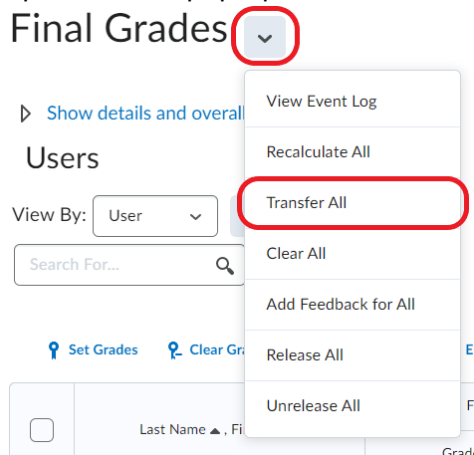 Final Grades
View Event Log
Show details and overall
Recalculate All
Users
Transfer All
View By: User
Clear All
Search For...
Add Feedback for All
Set Grades Clear Gra
Release All
E
Unrelease All
F
Last Name , Fi
Grad